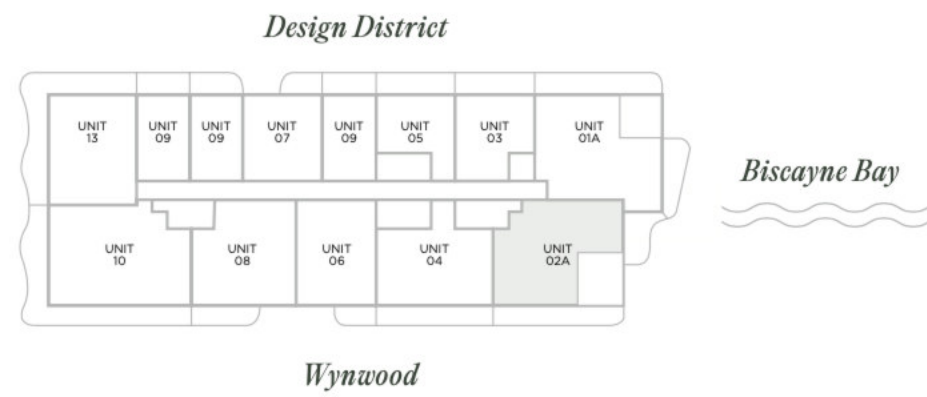 Design District
UNIT
13
UNIT
09
UNIT
09
UNIT
07
UNIT
09
UNIT
05
UNIT
03
UNIT
01A
Biscayne Bay
UNIT
10
UNIT
08
UNIT
06
UNIT
04
UNIT
02A
Wynwood